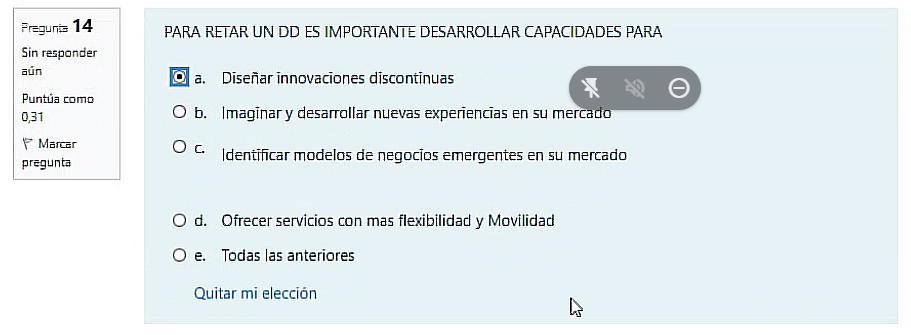 Pregunta 14
Sin responder
aún
Puntúa como
0,31
Marcar
pregunta
PARA RETAR UN DD ES IMPORTANTE DESARROLLAR CAPACIDADES PARA
a. Diseñar innovaciones discontinuas
b. Imaginar y desarrollar nuevas experiencias en su mercado
c. Identificar modelos de negocios emergentes en su mercado
d. Ofrecer servicios con mas flexibilidad y Movilidad
e. Todas las anteriores
Quitar mi elección